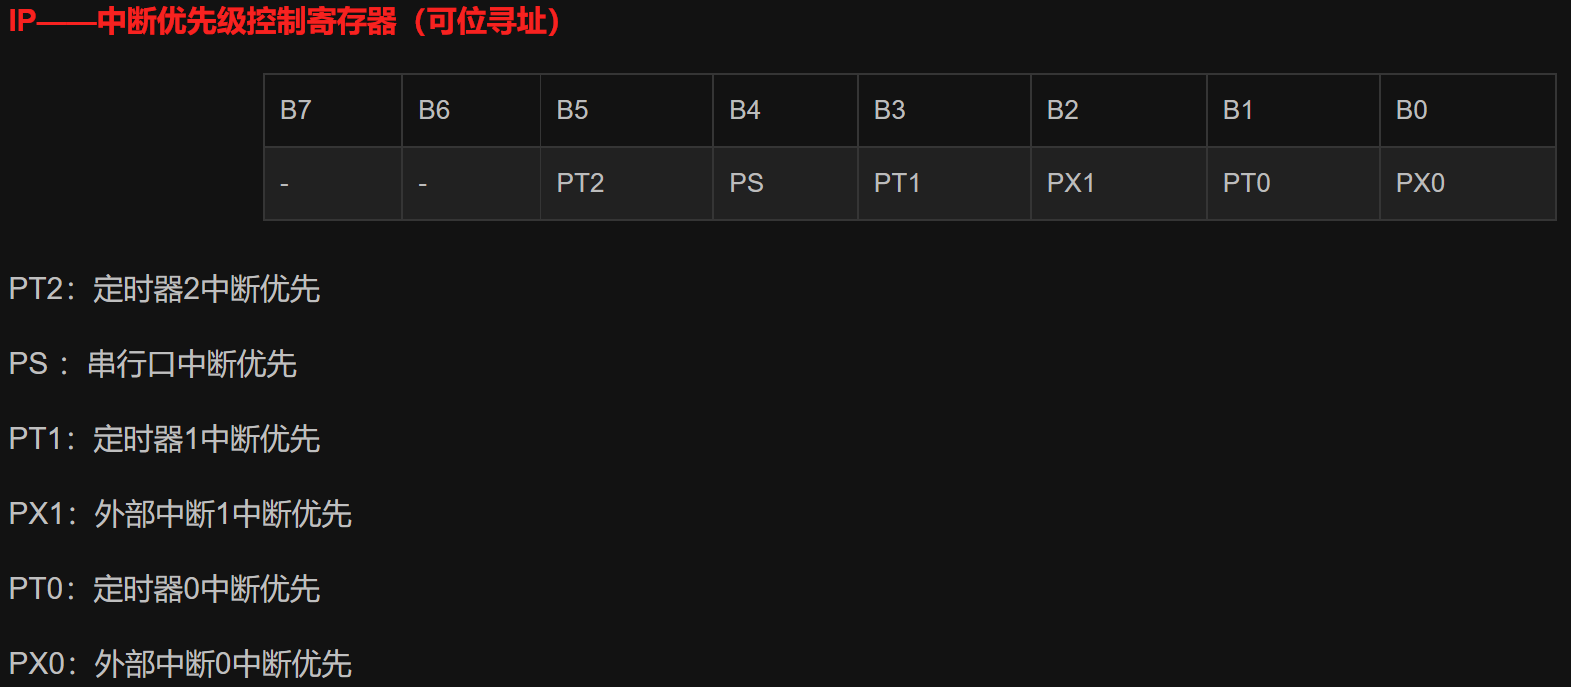 IP——中断优先级控制寄存器（可位寻址）
B7 B6 B5 B4 B3 B2 B1 B0
- - PT2 PS PT1 PX1 PT0 PX0
PT2：定时器2中断优先
PS ：串行口中断优先
PT1：定时器1中断优先
PX1：外部中断1中断优先
PT0：定时器0中断优先
PX0：外部中断0中断优先